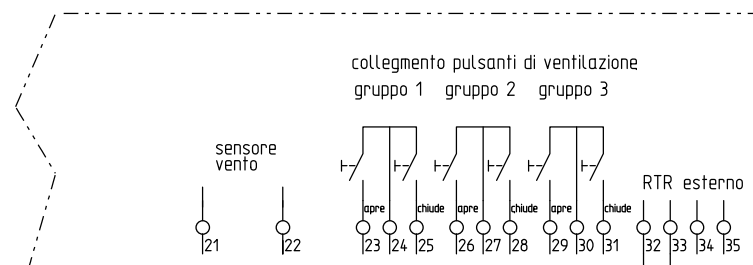 collegmento pulsanti di ventilazione
gruppo 1 gruppo 2 gruppo 3
sensore
vento
RTR esterno
apre chiude apre chiude apre chiude
21 22 23 24 25 26 27 28 29 30 31 32 33 34 35